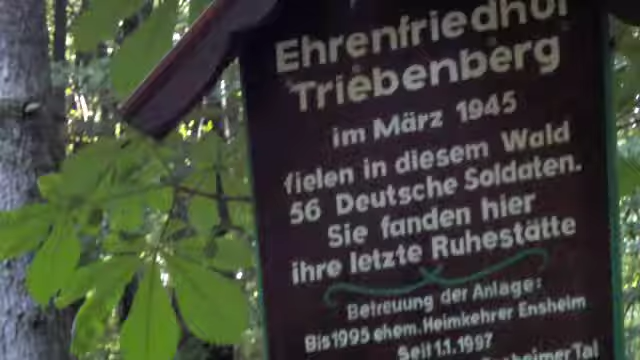 Ehrenfriedhof
Triebenberg
im März 1945
fielen in diesem Wald
56 Deutsche Soldaten.
Sie fanden hier
ihre letzte Ruhestätte
Betreuung der Anlage:
Bis 1995 ehem. Heimkehrer Ensheim
Seit 1.1.1997
Tal